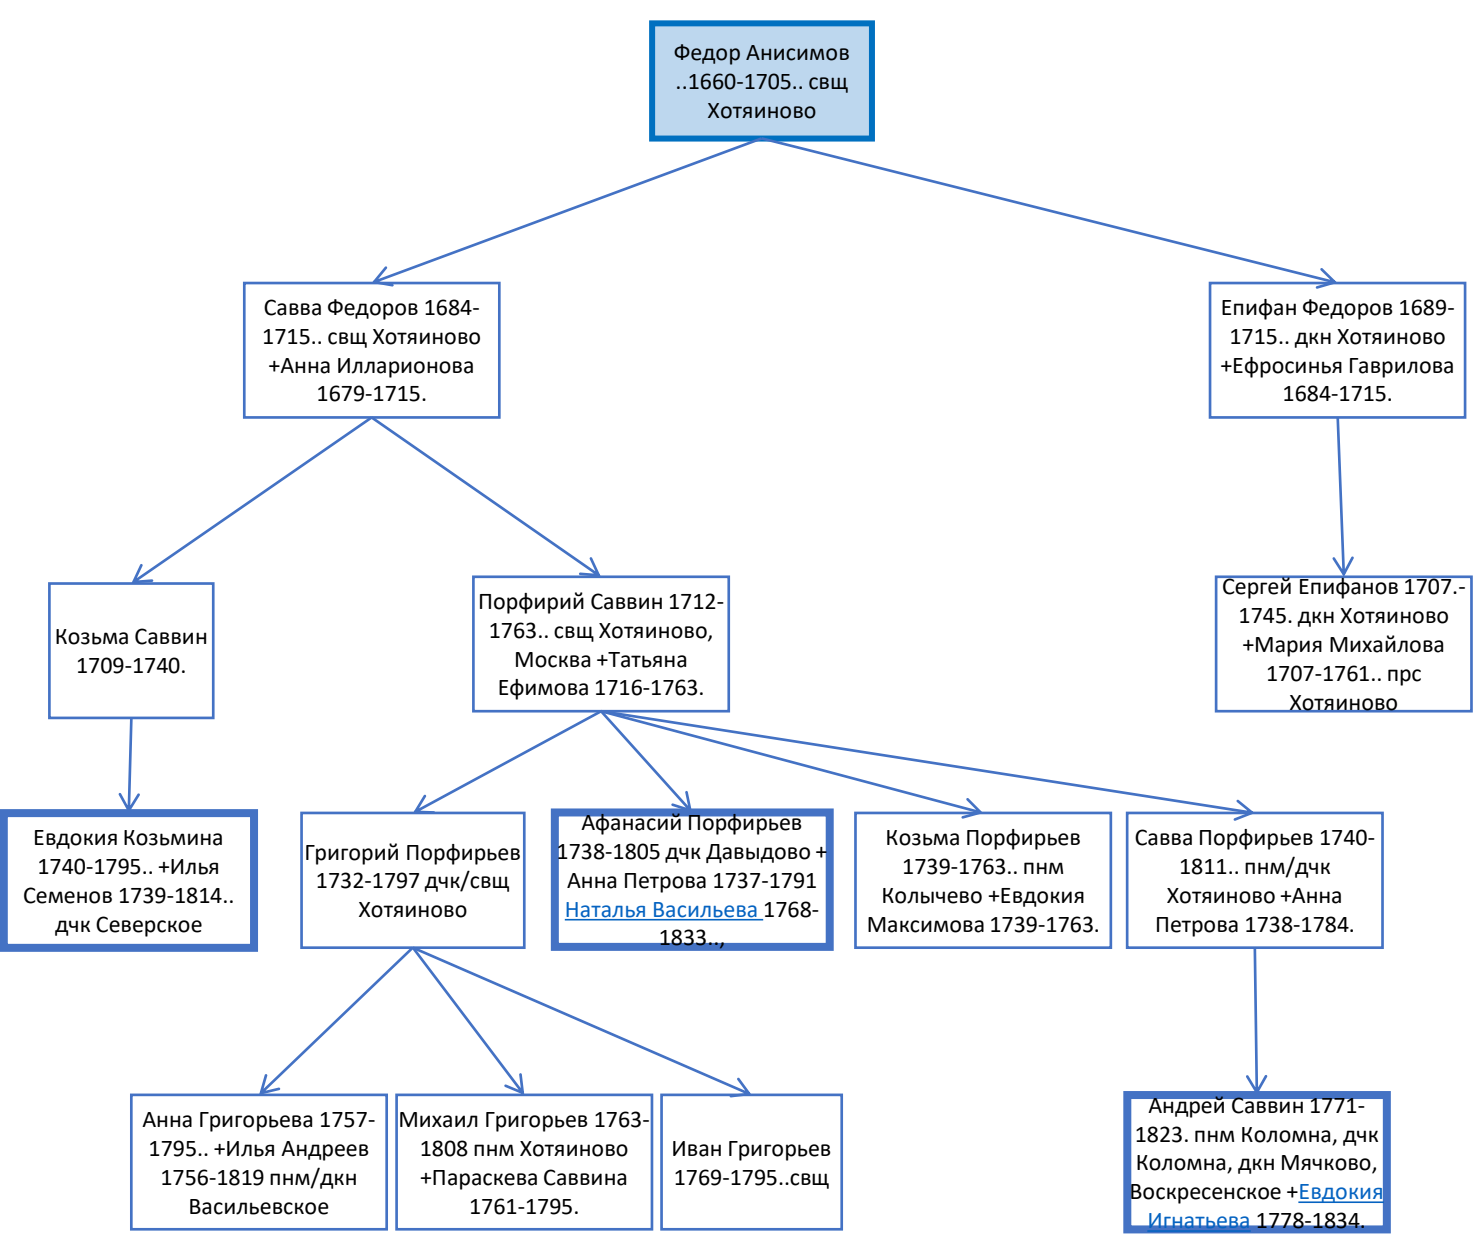 Федор Анисимов
..1660-1705.. свщ
Хотяиново
Савва Федоров 1684-
1715.. свщ Хотяиново
+Анна Илларионова
1679-1715.
Епифан Федоров 1689-
1715.. дкн Хотяиново
+Ефросинья Гаврилова
1684-1715.
Козьма Саввин
1709-1740.
Порфирий Саввин 1712-
1763.. свщ Хотяиново,
Москва +Татьяна
Ефимова 1716-1763.
Сергей Епифанов 1707.-
1745. дкн Хотяиново
+Мария Михайлова
1707-1761.. прс
Хотяиново
Евдокия Козьмина
1740-1795.. +Илья
Семенов 1739-1814..
дчк Северское
Григорий Порфирьев
1732-1797 дчк/свщ
Хотяиново
Афанасий Порфирьев
1738-1805 дчк Давыдово +
Анна Петрова 1737-1791
Наталья Васильева 1768-
1833..,
Козьма Порфирьев
1739-1763.. пнм
Колычево +Евдокия
Максимова 1739-1763.
Савва Порфирьев 1740-
1811.. пнм/дчк
Хотяиново +Анна
Петрова 1738-1784.
Анна Григорьева 1757-
1795.. +Илья Андреев
1756-1819 пнм/дкн
Васильевское
Михаил Григорьев 1763-
1808 пнм Хотяиново
+Параскева Саввина
1761-1795.
Иван Григорьев
1769-1795..свщ
Андрей Саввин 1771-
1823. пнм Коломна, дчк
Коломна, дкн Мячково,
Воскресенское +Евдокия
Игнатьева 1778-1834.